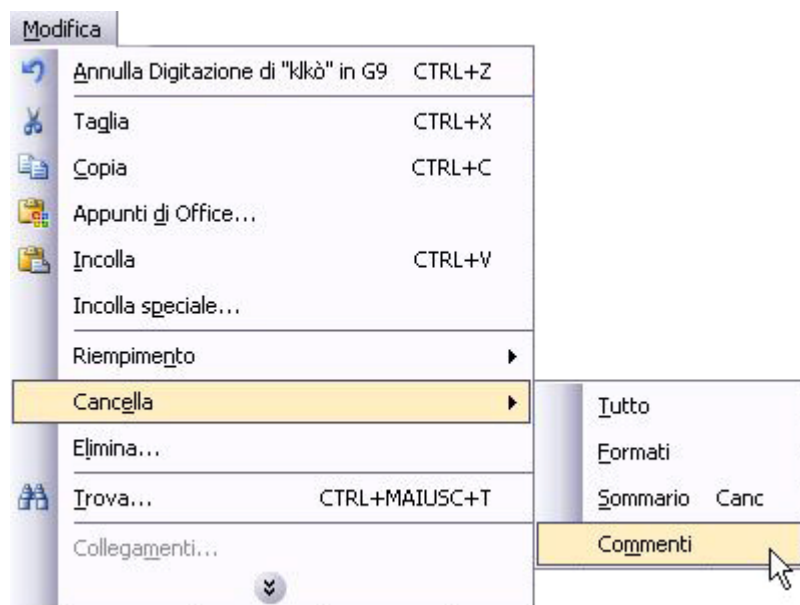 Modifica
Annulla Digitazione di "klkò" in G9 CTRL+Z
Taglia CTRL+X
Copia CTRL+C
Appunti di Office...
Incolla CTRL+V
Incolla speciale...
Riempimento
Cancella
Tutto
Elimina...
Formati
Trova... CTRL+MAIUSC+T
Sommario Canc
Collegamenti...
Commenti